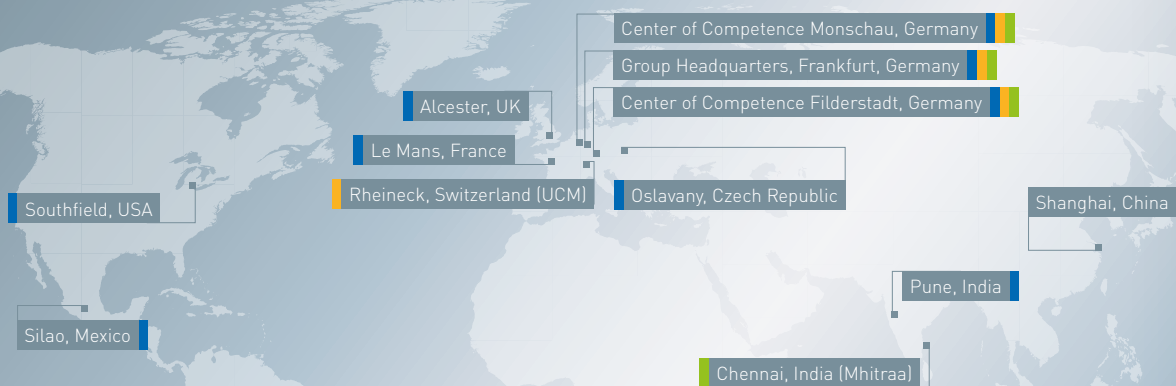 Center of Competence Monschau, Germany
Group Headquarters, Frankfurt, Germany
Center of Competence Filderstadt, Germany
Alcester, UK
Le Mans, France
Rheineck, Switzerland (UCM)
Oslavany, Czech Republic
Southfield, USA
Shanghai, China
Pune, India
Silao, Mexico
Chennai, India (Mhitraa)